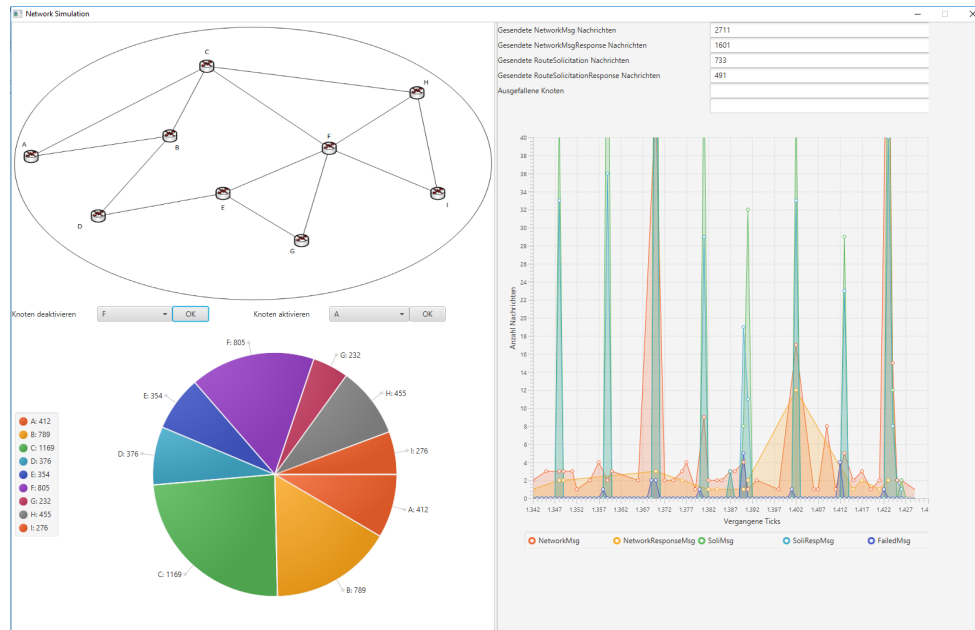 Network Simulation
C
H
A
B
F
D
E
I
G
Knoten deaktivieren
F
OK
Knoten aktivieren
A
OK
F: 805
G: 232
E: 354
H: 455
D: 376
I: 276
C: 1169
A: 412
B: 789
A: 412
B: 789
C: 1169
D: 376
E: 354
F: 805
G: 232
H: 455
I: 276
Gesendete NetworkMsg Nachrichten 2711
Gesendete NetworkMsgResponse Nachrichten 1601
Gesendete RouteSolicitation Nachrichten 733
Gesendete RouteSolicitationResponse Nachrichten 491
Ausgefallene Knoten
Anzahl Nachrichten
40
38
36
34
32
30
28
26
24
22
20
18
16
14
12
10
8
6
4
2
0
1.342 1.347 1.352 1.357 1.362 1.367 1.372 1.377 1.382 1.387 1.392 1.397 1.402 1.407 1.412 1.417 1.422 1.427 1.4
Vergangene Ticks
NetworkMsg NetworkResponseMsg SoliMsg SoliRespMsg FailedMsg